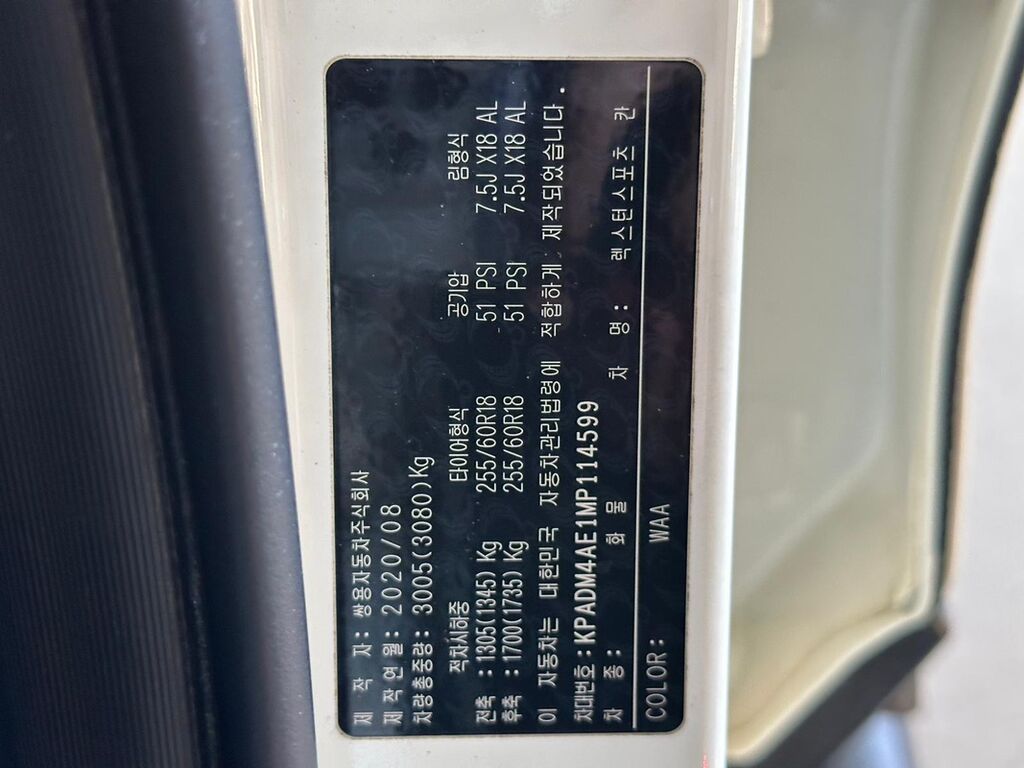 제 작 자: 쌍용자동차주식회사
제작연월: 2020/08
차량총중량: 3005(3080)Kg
적차시하중 타이어형식 공기압 림형식
전축 :1305(1345) Kg 255/60R18 51 PSI 7.5J X18 AL
후축 :1700(1735) Kg 255/60R18 51 PSI 7.5J X18 AL
이 자동차는 대한민국 자동차관리법령에 적합하게 제작되었습니다.
차대번호:KPADM4AE1MP114599
차 종: 화 물 차 명: 렉스턴스포츠 칸
COLOR: WAA